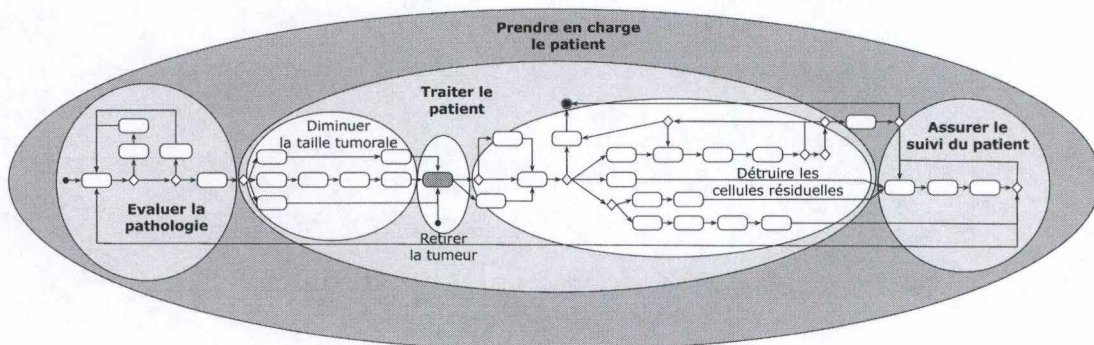 Prendre en charge
le patient
Traiter le
patient
Diminuer
la taille tumorale
Assurer le
suivi du patient
Détruire les
cellules résiduelles
Evaluer la
pathologie
Retirer
la tumeur